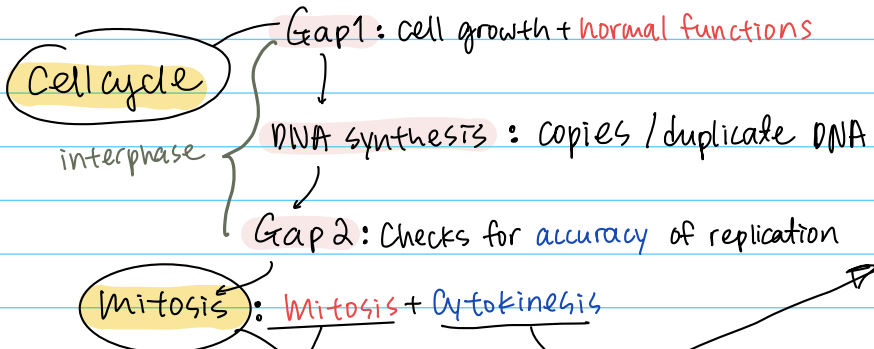 Gap1: cell growth + normal functions
Cell cycle
DNA synthesis : copies / duplicate DNA
interphase
Gap 2: Checks for accuracy of replication
Mitosis : Mitosis + Cytokinesis